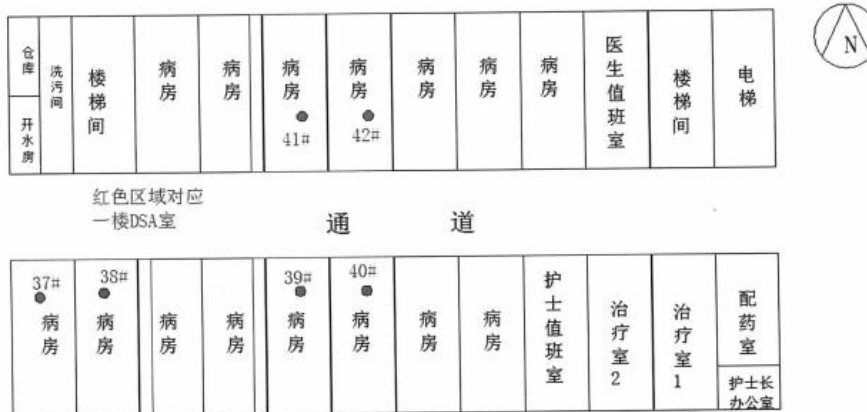 仓库
洗污间
开水房
楼梯间
病房
病房
病房
41#
病房
42#
病房
病房
病房
医生值班室
楼梯间
电梯
N
红色区域对应
一楼DSA室
通 道
37#
病房
38#
病房
病房
病房
39#
病房
40#
病房
病房
病房
护士值班室
治疗室2
治疗室1
配药室
护士长
办公室